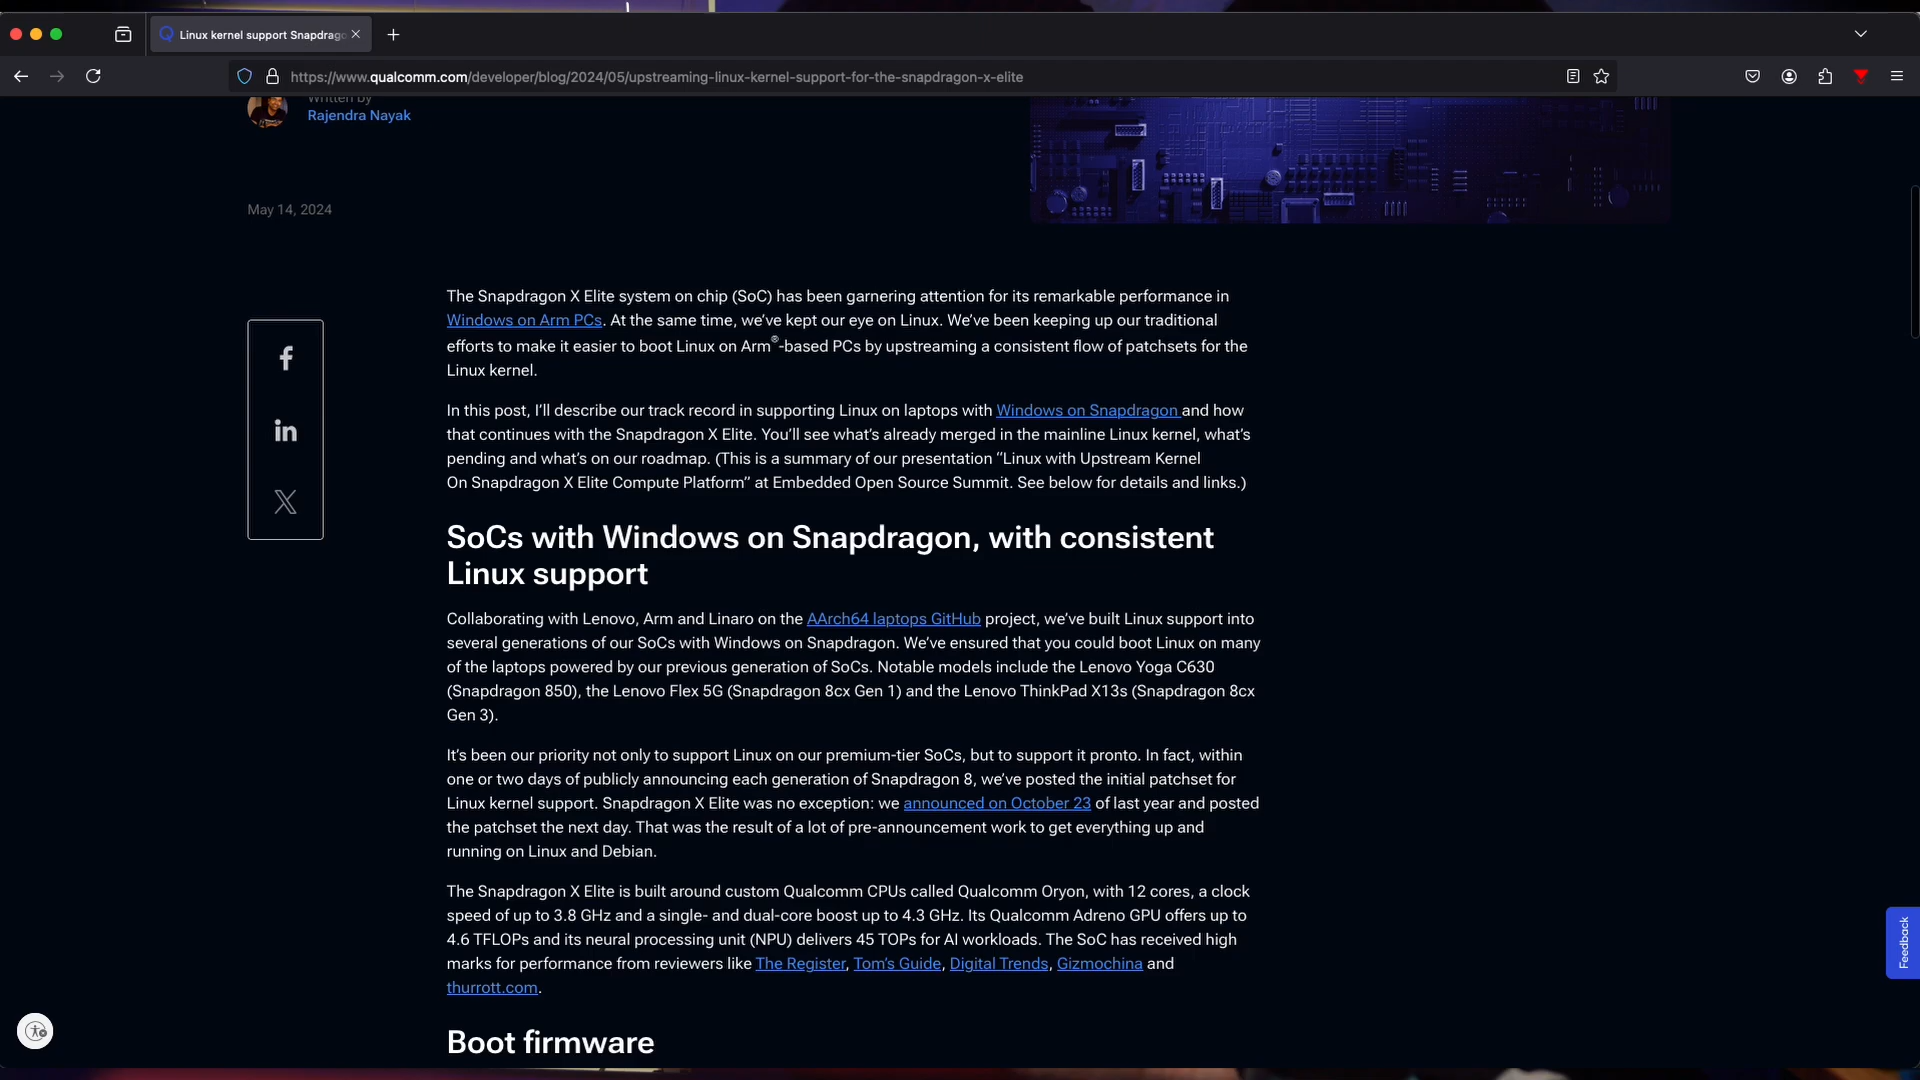 Linux kernel support Snapdrag
https://www.qualcomm.com/developer/blog/2024/05/upstreaming-linux-kernel-support-for-the-snapdragon-x-elite
Written by
Rajendra Nayak
May 14, 2024
The Snapdragon X Elite system on chip (SoC) has been garnering attention for its remarkable performance in
Windows on Arm PCs. At the same time, we’ve kept our eye on Linux. We’ve been keeping up our traditional
efforts to make it easier to boot Linux on Arm®-based PCs by upstreaming a consistent flow of patchsets for the
Linux kernel.
In this post, I’ll describe our track record in supporting Linux on laptops with Windows on Snapdragon and how
that continues with the Snapdragon X Elite. You’ll see what’s already merged in the mainline Linux kernel, what’s
pending and what’s on our roadmap. (This is a summary of our presentation “Linux with Upstream Kernel
On Snapdragon X Elite Compute Platform” at Embedded Open Source Summit. See below for details and links.)
SoCs with Windows on Snapdragon, with consistent
Linux support
Collaborating with Lenovo, Arm and Linaro on the AArch64 laptops GitHub project, we’ve built Linux support into
several generations of our SoCs with Windows on Snapdragon. We’ve ensured that you could boot Linux on many
of the laptops powered by our previous generation of SoCs. Notable models include the Lenovo Yoga C630
(Snapdragon 850), the Lenovo Flex 5G (Snapdragon 8cx Gen 1) and the Lenovo ThinkPad X13s (Snapdragon 8cx
Gen 3).
It’s been our priority not only to support Linux on our premium-tier SoCs, but to support it pronto. In fact, within
one or two days of publicly announcing each generation of Snapdragon 8, we’ve posted the initial patchset for
Linux kernel support. Snapdragon X Elite was no exception: we announced on October 23 of last year and posted
the patchset the next day. That was the result of a lot of pre-announcement work to get everything up and
running on Linux and Debian.
The Snapdragon X Elite is built around custom Qualcomm CPUs called Qualcomm Oryon, with 12 cores, a clock
speed of up to 3.8 GHz and a single- and dual-core boost up to 4.3 GHz. Its Qualcomm Adreno GPU offers up to
4.6 TFLOPs and its neural processing unit (NPU) delivers 45 TOPs for AI workloads. The SoC has received high
marks for performance from reviewers like The Register, Tom’s Guide, Digital Trends, Gizmochina and
thurrott.com.
Boot firmware
Feedback